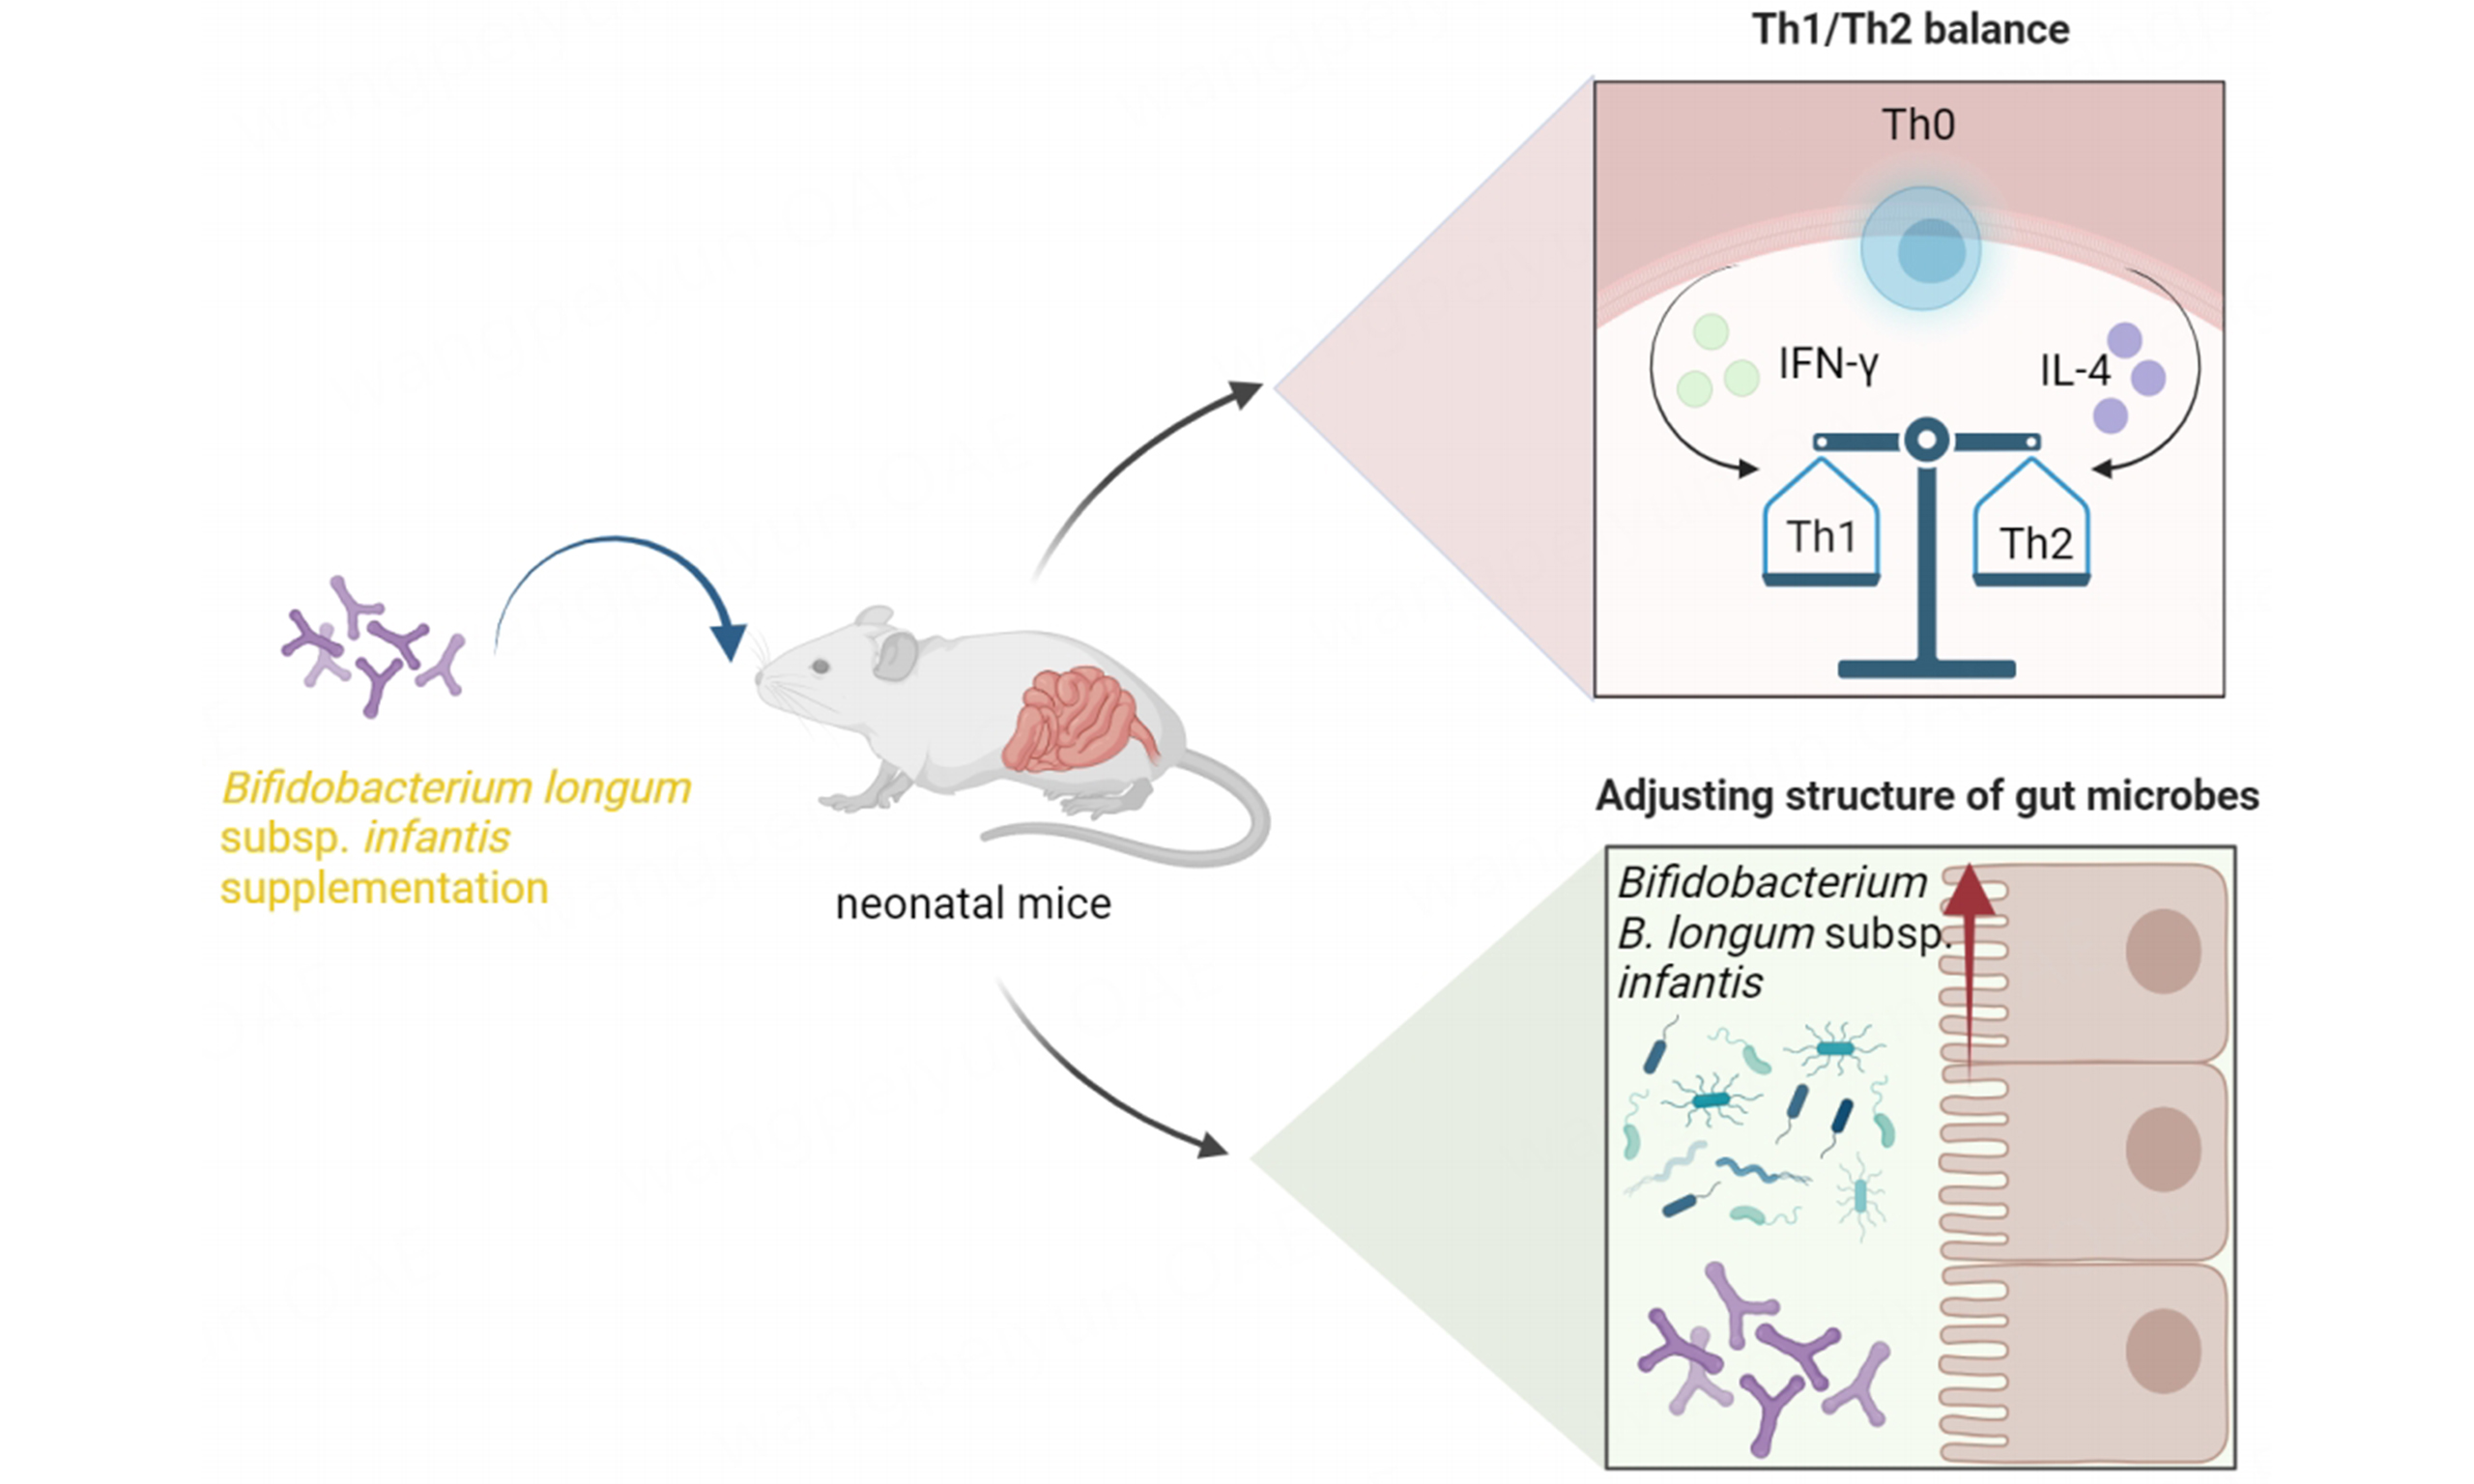 Th1/Th2 balance
Th0
IFN-γ
IL-4
Th1
Th2
Bifidobacterium longum
subsp. infantis
supplementation
neonatal mice
Adjusting structure of gut microbes
Bifidobacterium
B. longum subsp.
infantis